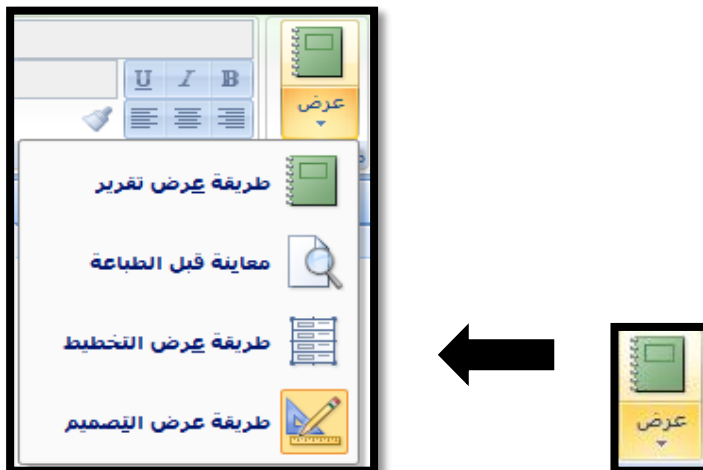 U I B
عرض
طريقة عرض تقرير
معاينة قبل الطباعة
طريقة عرض التخطيط
طريقة عرض التصميم
عرض